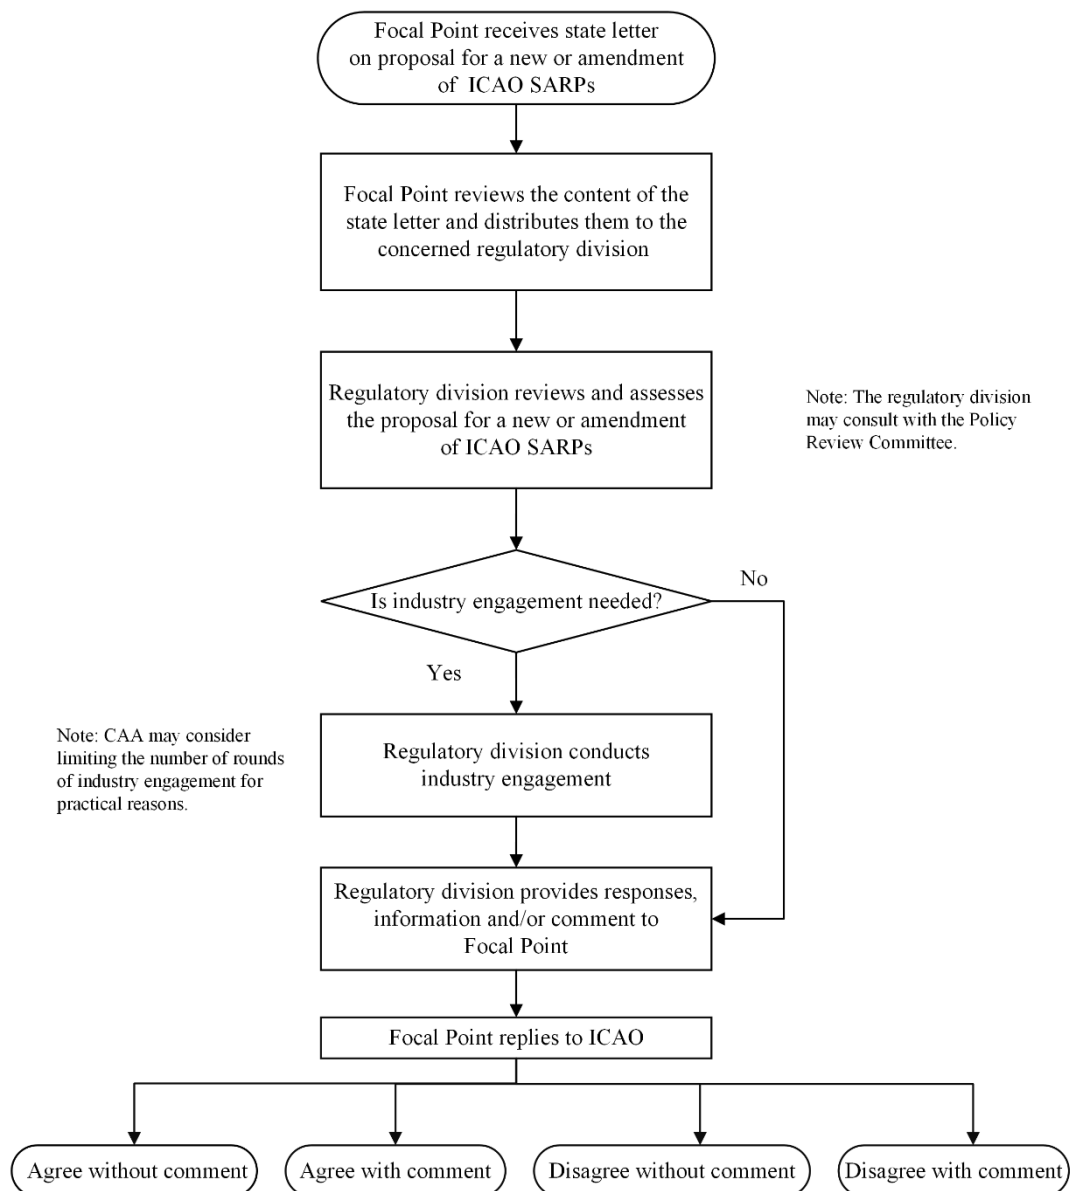 Focal Point receives state letter
on proposal for a new or amendment
of ICAO SARPs
Focal Point reviews the content of the
state letter and distributes them to the
concerned regulatory division
Regulatory division reviews and assesses
the proposal for a new or amendment
of ICAO SARPs
Note: The regulatory division
may consult with the Policy
Review Committee.
Is industry engagement needed?
No
Yes
Note: CAA may consider
limiting the number of rounds
of industry engagement for
practical reasons.
Regulatory division conducts
industry engagement
Regulatory division provides responses,
information and/or comment to
Focal Point
Focal Point replies to ICAO
Agree without comment
Agree with comment
Disagree without comment
Disagree with comment